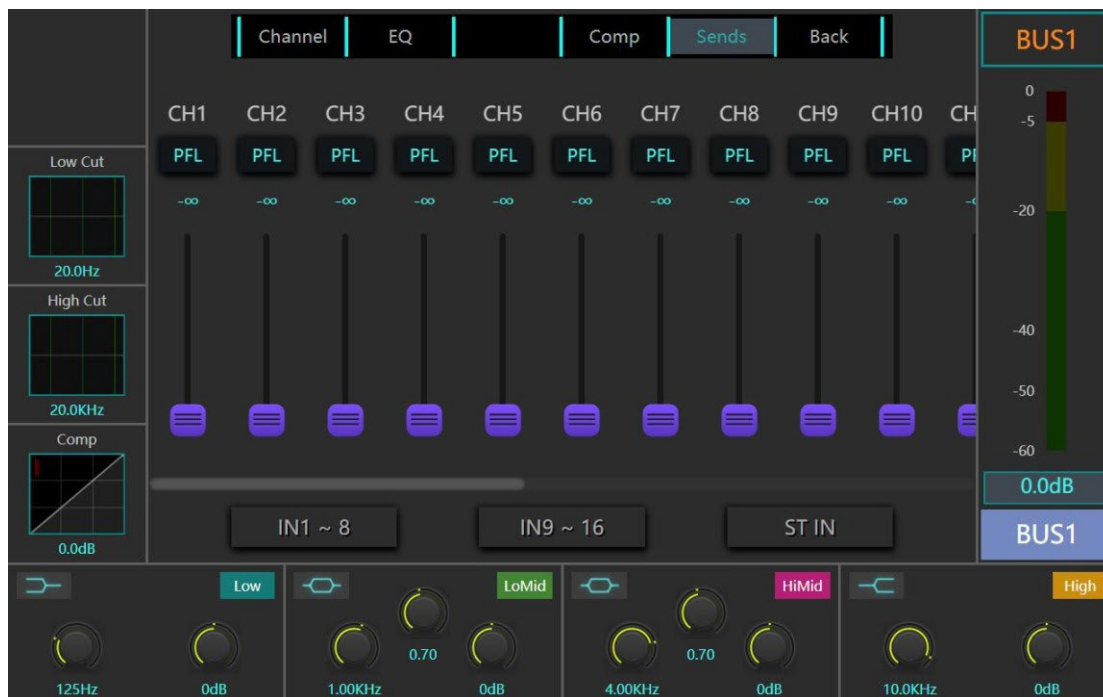 Channel EQ Comp Sends Back
BUS1
CH1 CH2 CH3 CH4 CH5 CH6 CH7 CH8 CH9 CH10 CH
PFL PFL PFL PFL PFL PFL PFL PFL PFL PFL
-∞ -∞ -∞ -∞ -∞ -∞ -∞ -∞ -∞ -∞
0
-5
-20
-40
-50
-60
0.0dB
BUS1
Low Cut
20.0Hz
High Cut
20.0KHz
Comp
0.0dB
IN1 ~ 8 IN9 ~ 16 ST IN
Low
125Hz 0dB
LoMid
0.70
1.00KHz 0dB
HiMid
0.70
4.00KHz 0dB
High
10.0KHz 0dB